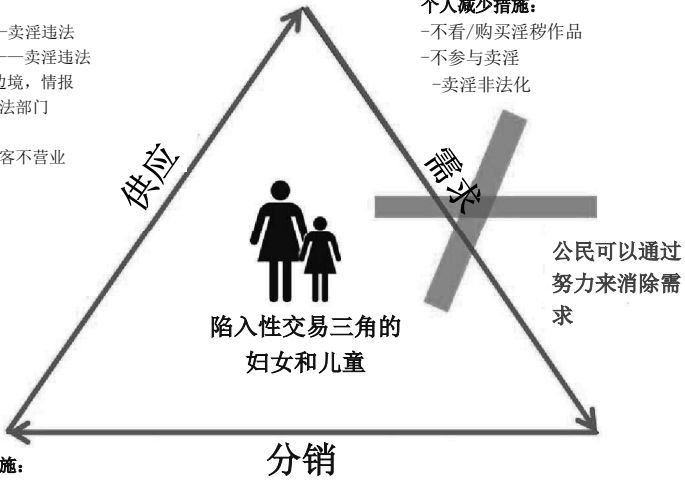 个人减少措施：
-卖淫违法
-不看/购买淫秽作品
——卖淫违法
-不参与卖淫
边境，情报
-卖淫非法化
法部门
客不营业
供应
需求
公民可以通过
努力来消除需
求
陷入性交易三角的
妇女和儿童
分销
施：